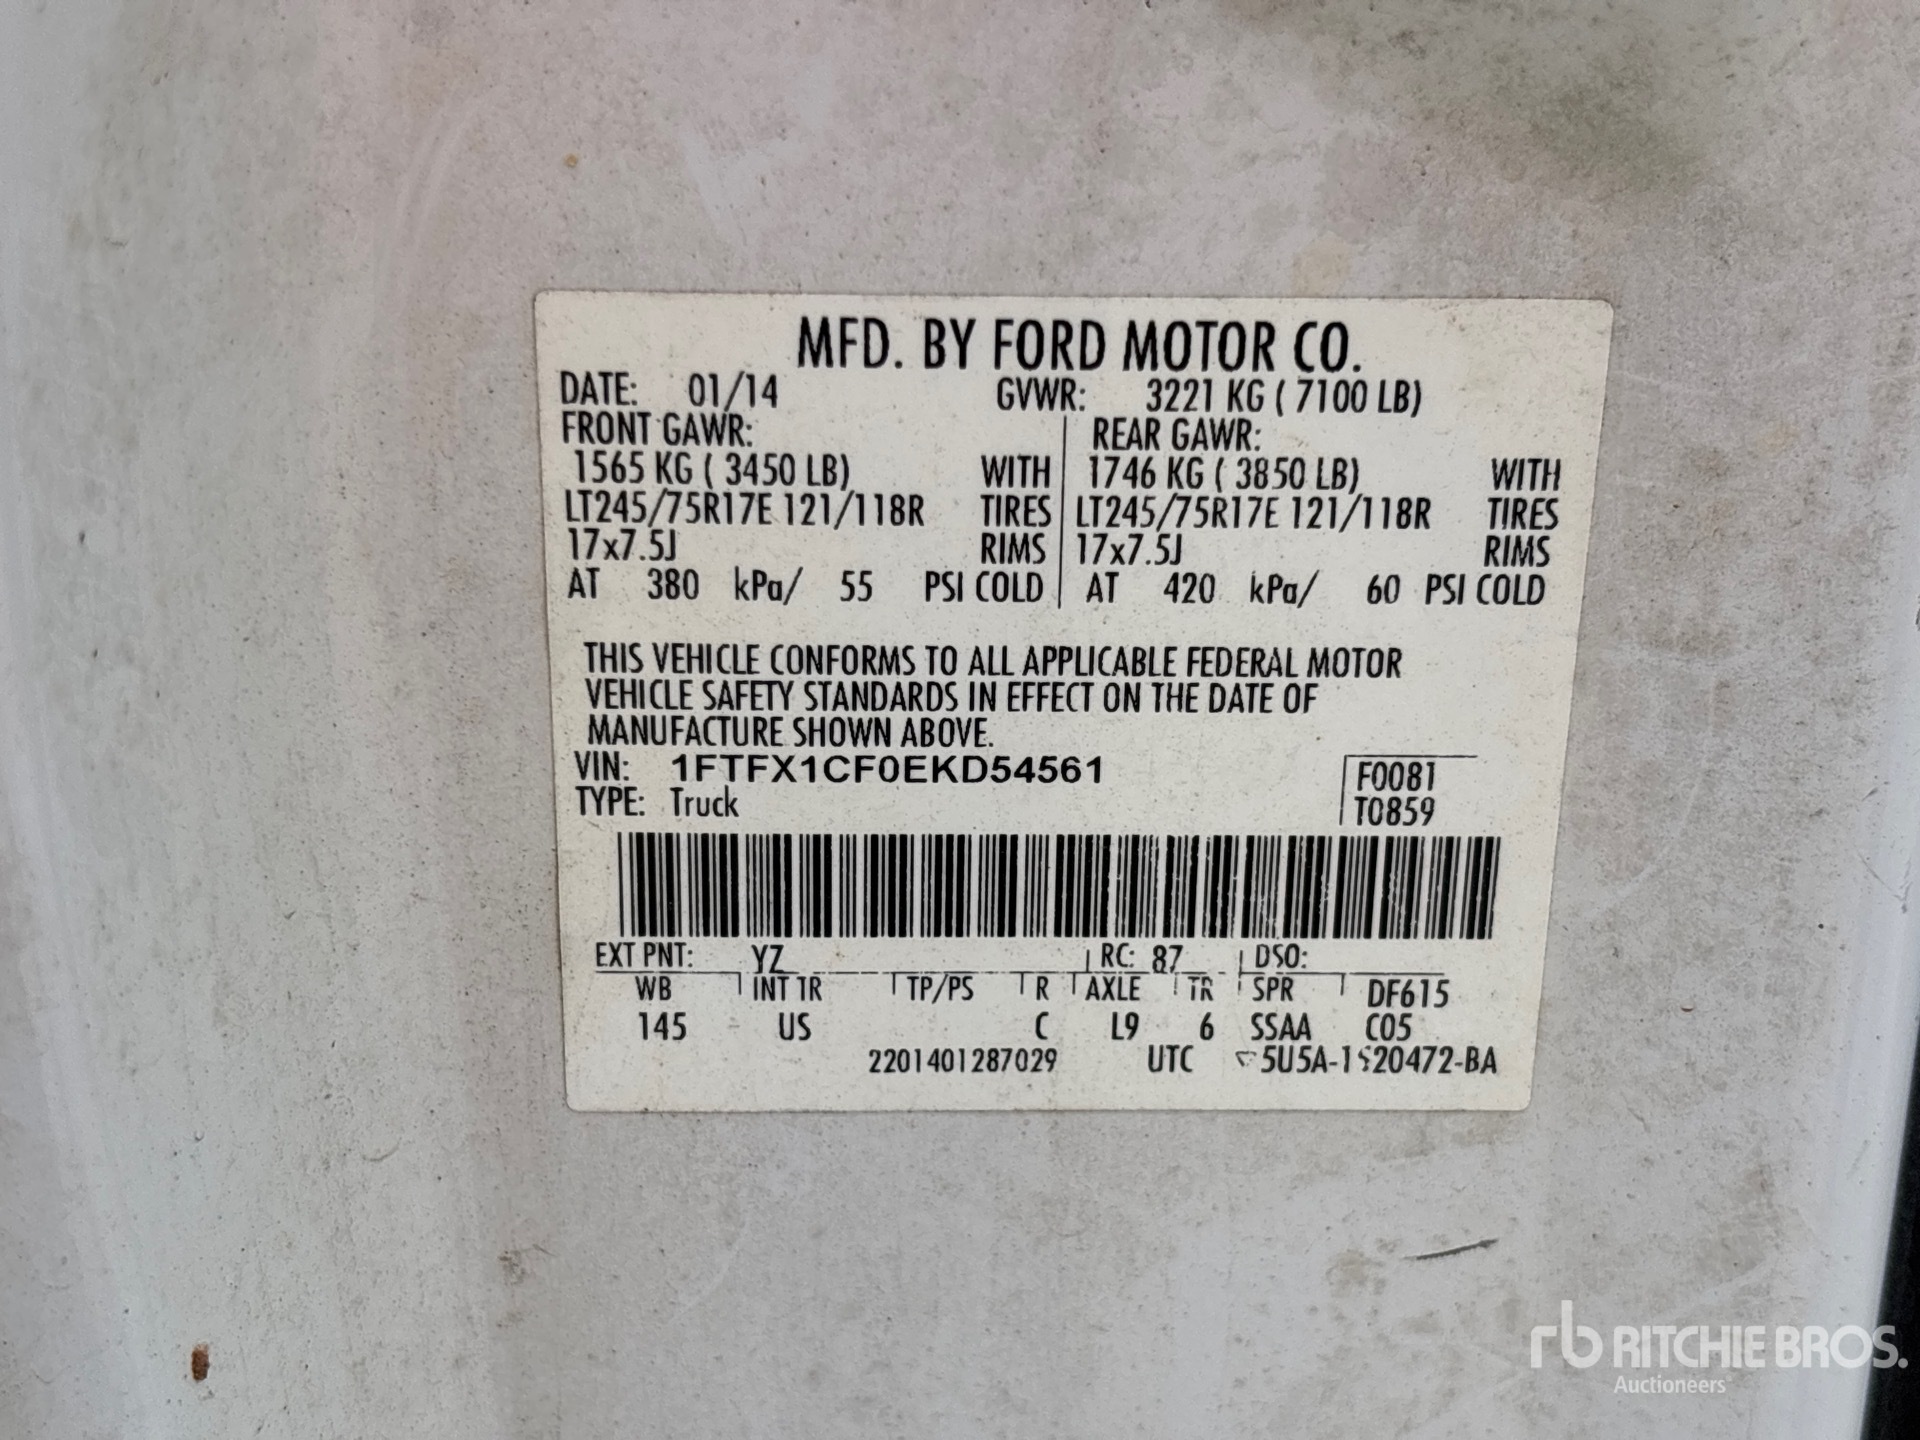 MFD. BY FORD MOTOR CO.
DATE: 01/14 GVWR: 3221 KG ( 7100 LB)
FRONT GAWR: REAR GAWR:
1565 KG ( 3450 LB) WITH 1746 KG ( 3850 LB) WITH
LT245/75R17E 121/118R TIRES LT245/75R17E 121/118R TIRES
17x7.5J RIMS 17x7.5J RIMS
AT 380 kPa/ 55 PSI COLD AT 420 kPa/ 60 PSI COLD
THIS VEHICLE CONFORMS TO ALL APPLICABLE FEDERAL MOTOR
VEHICLE SAFETY STANDARDS IN EFFECT ON THE DATE OF
MANUFACTURE SHOWN ABOVE.
VIN: 1FTFX1CF0EKD54561 F0081
TYPE: Truck T0859
EXT PNT: YZ RC: 87 DSO:
WB INT TR TP/PS R AXLE TR SPR DF615
145 US C L9 6 SSAA C05
2201401287029 UTC
rb RITCHIE BROS.
Auctioneers